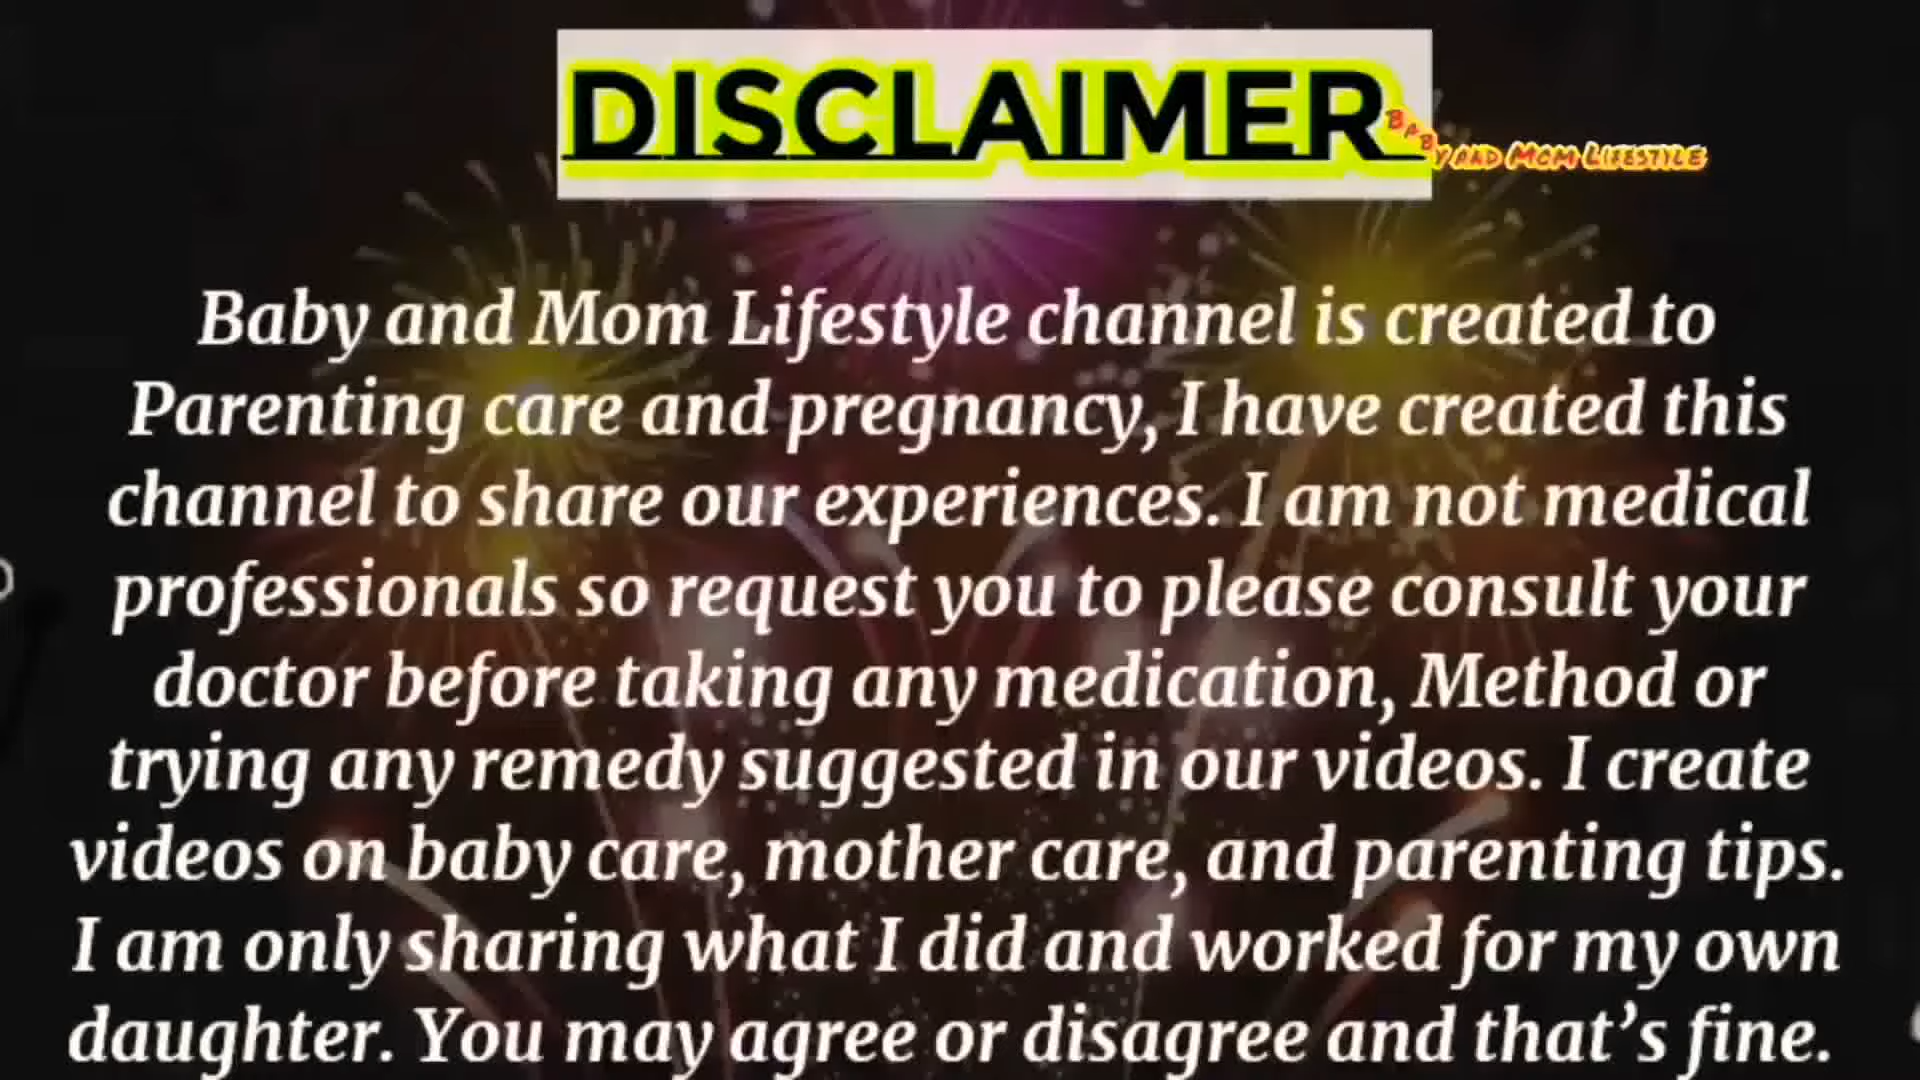 DISCLAIMER
Baby and Mom Lifestyle
Baby and Mom Lifestyle channel is created to
Parenting care and pregnancy, I have created this
channel to share our experiences. I am not medical
professionals so request you to please consult your
doctor before taking any medication, Method or
trying any remedy suggested in our videos. I create
videos on baby care, mother care, and parenting tips.
I am only sharing what I did and worked for my own
daughter. You may agree or disagree and that’s fine.